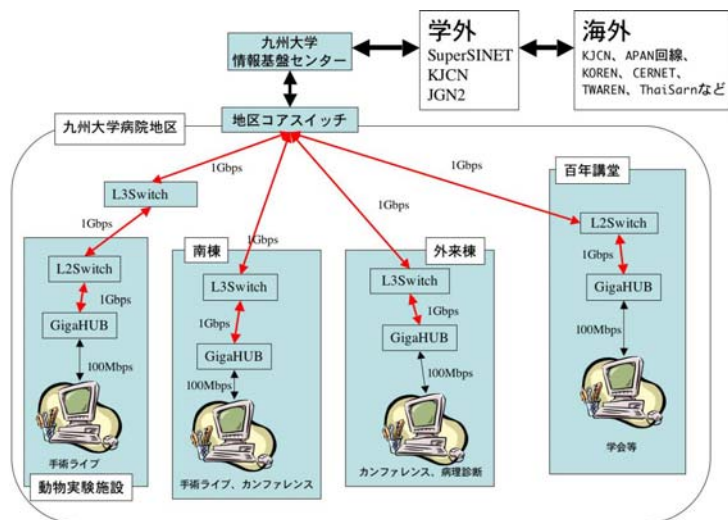 九州大学
情報基盤センター
学外
SuperSINET
KJCN
JGN2
海外
KJCN、APAN回線、
KOREN、CERNET、
TWAREN、ThaiSarnなど
地区コアスイッチ
九州大学病院地区
1Gbps
1Gbps
1Gbps
1Gbps
L3Switch
1Gbps
L2Switch
1Gbps
GigaHUB
100Mbps
手術ライブ
動物実験施設
南棟
L3Switch
1Gbps
GigaHUB
100Mbps
手術ライブ、カンファレンス
外来棟
L3Switch
1Gbps
GigaHUB
100Mbps
カンファレンス、病理診断
百年講堂
L2Switch
1Gbps
GigaHUB
100Mbps
学会等